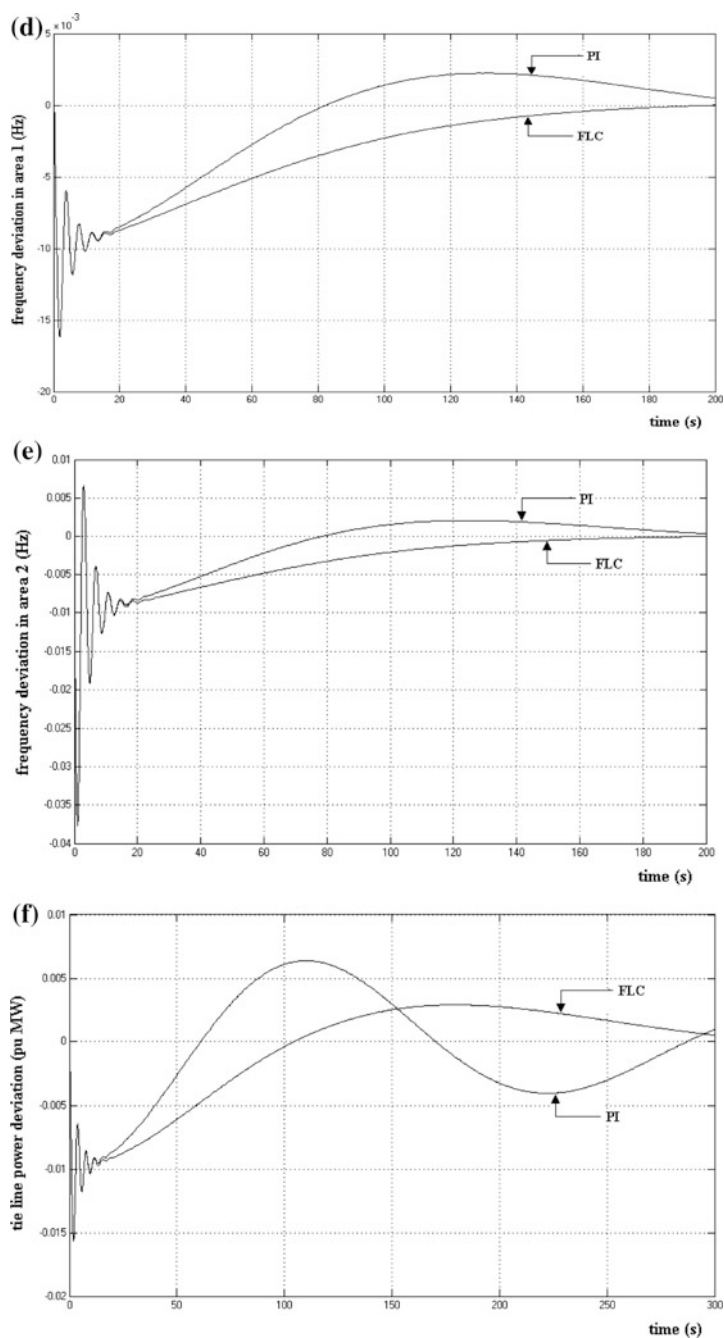 (d)
×10⁻³
5
0
-5
-10
-15
-20
0 20 40 60 80 100 120 140 160 180 200
frequency deviation in area 1 (Hz)
PI
FLC
time (s)
(e)
0.01
0.005
0
-0.005
-0.01
-0.015
-0.02
-0.025
-0.03
-0.035
-0.04
0 20 40 60 80 100 120 140 160 180 200
frequency deviation in area 2 (Hz)
PI
FLC
time (s)
(f)
0.01
0.005
0
-0.005
-0.01
-0.015
-0.02
0 50 100 150 200 250 300
tie line power deviation (pu MW)
FLC
PI
time (s)